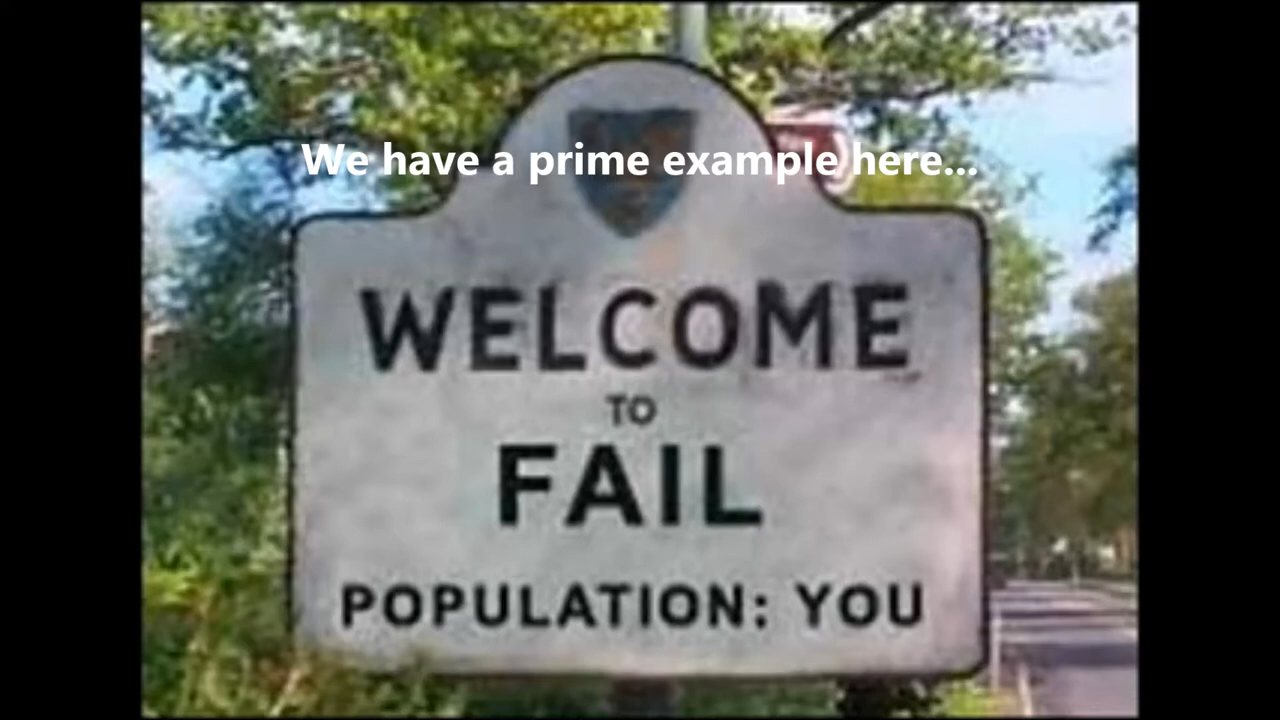 We have a prime example here...
WELCOME
TO
FAIL
POPULATION: YOU